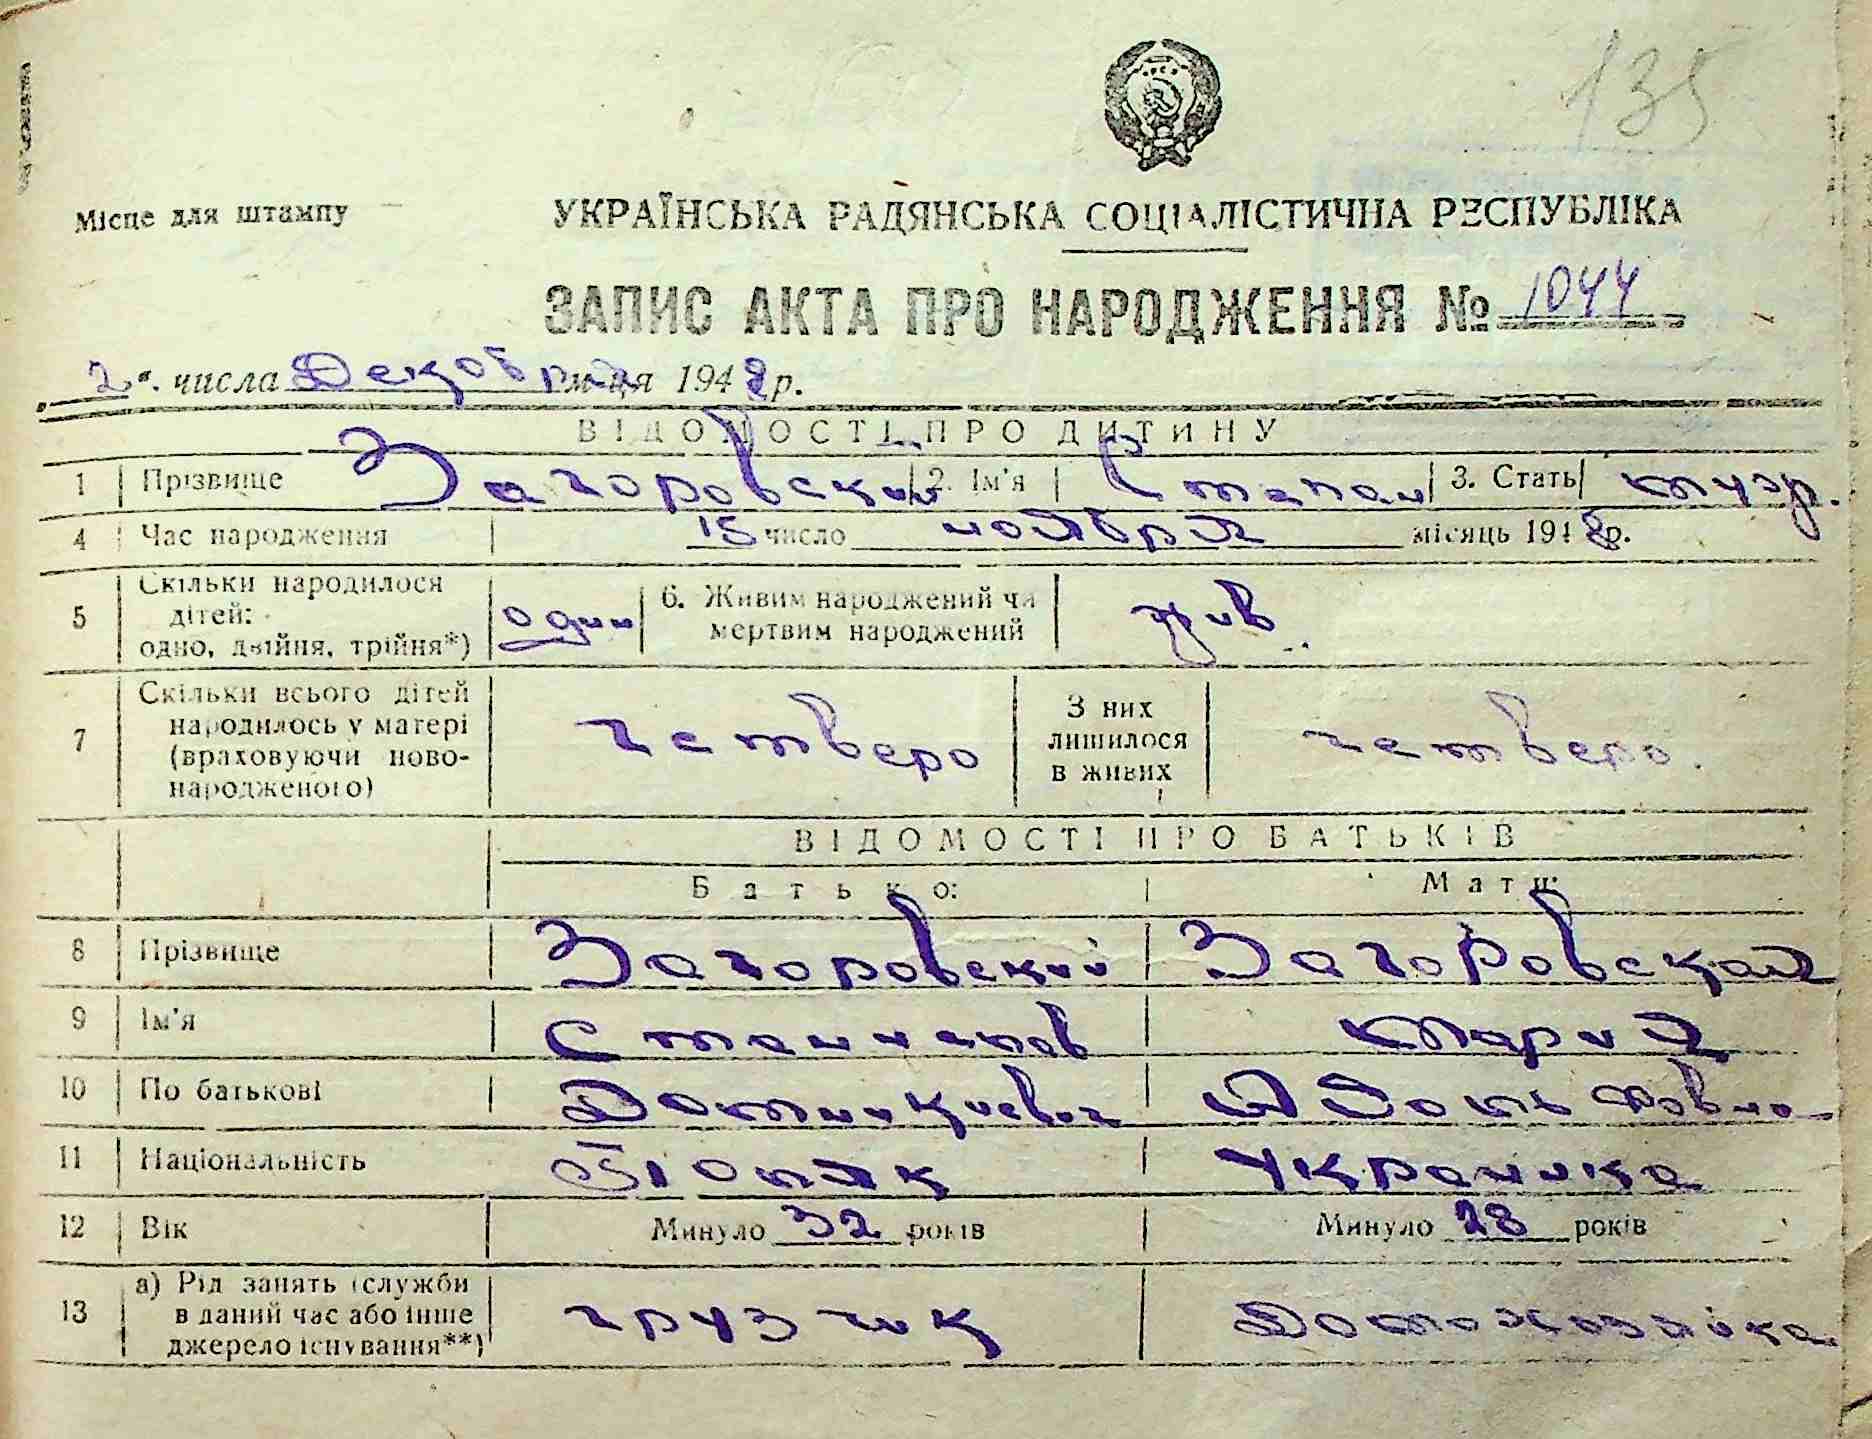 135
Місце для штампу
УКРАЇНСЬКА РАДЯНСЬКА СОЦІАЛІСТИЧНА РЕСПУБЛІКА
ЗАПИС АКТА ПРО НАРОДЖЕННЯ № 1044
„2“ числа Декабря м-ця 1948 р.
ВІДОМОСТІ ПРО ДИТИНУ
1 Прізвище Загоровский 2. Ім'я Степан 3. Стать муж.
4 Час народження 15 число ноября місяць 1948 р.
5 Скільки народилося дітей: одно, двійня, трійня*) один 6. Живим народжений чи мертвим народжений жив
7 Скільки всього дітей народилось у матері (враховуючи новонародженого) четверо З них лишилося в живих четверо.
ВІДОМОСТІ ПРО БАТЬКІВ
Батько: Мати:
8 Прізвище Загоровский Загоровская
9 Ім'я Мария
10 По батькові Доминкиевич Адольфовна
11 Національність Поляк Украинка
12 Вік Минуло 32 років Минуло 28 років
13 а) Рід занять (служби в даний час або інше джерело існування**) грузчик Домохозяйка